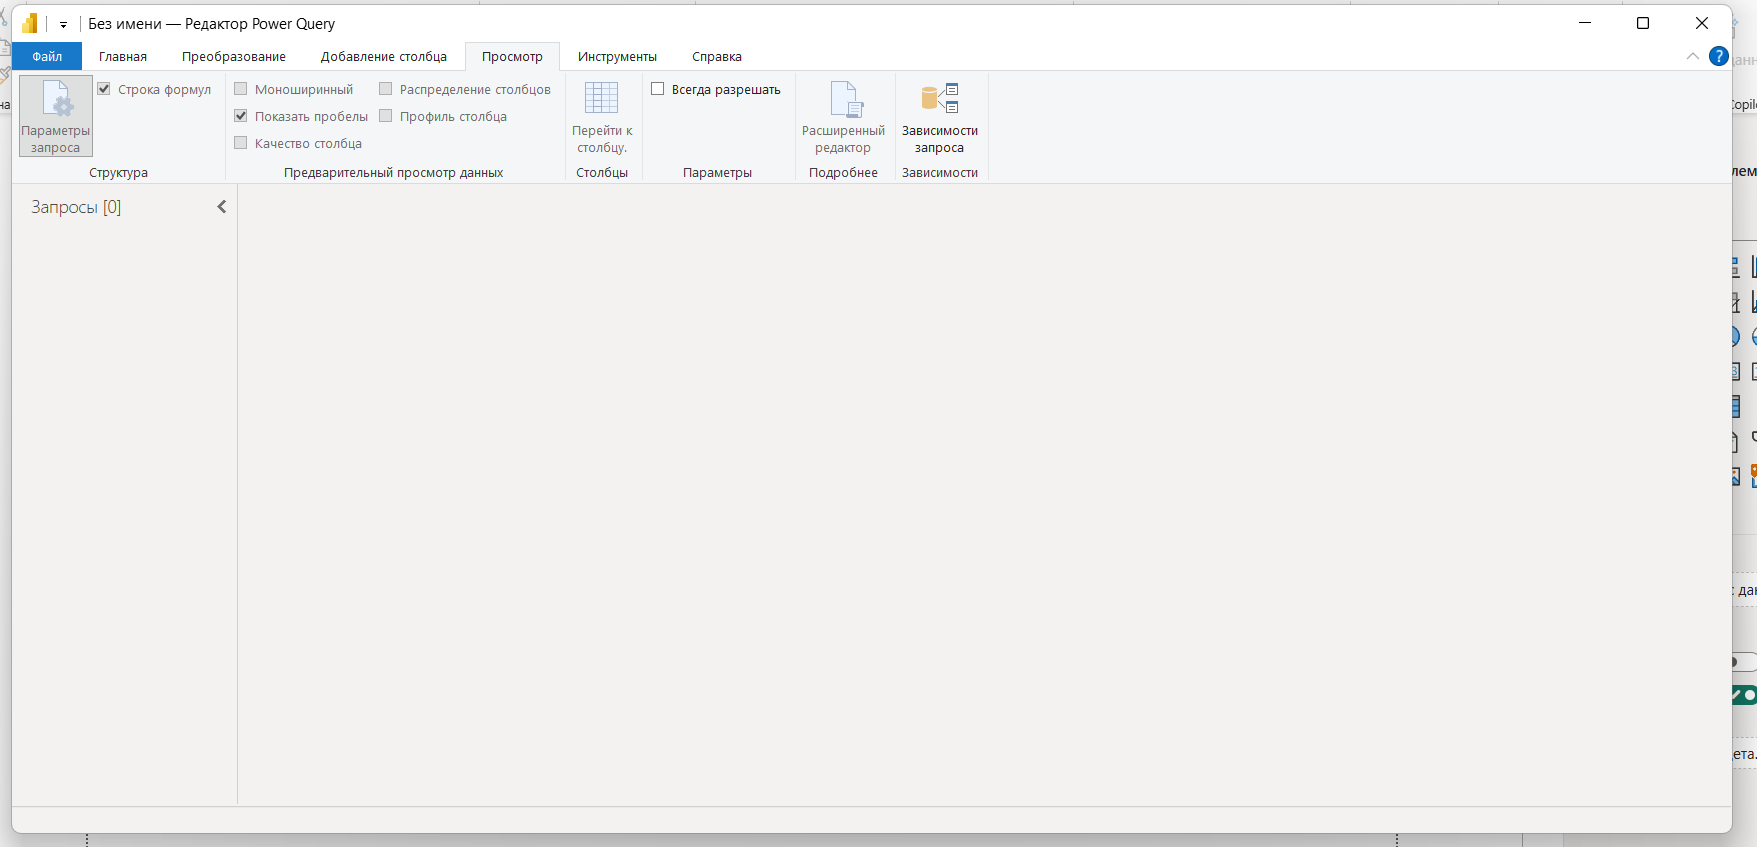 Без имени — Редактор Power Query
Файл Главная Преобразование Добавление столбца Просмотр Инструменты Справка
Параметры запроса
Строка формул
Структура
Моноширинный
Показать пробелы
Качество столбца
Распределение столбцов
Профиль столбца
Предварительный просмотр данных
Перейти к столбцу.
Столбцы
Всегда разрешать
Параметры
Расширенный редактор
Подробнее
Зависимости запроса
Зависимости
Запросы [0]